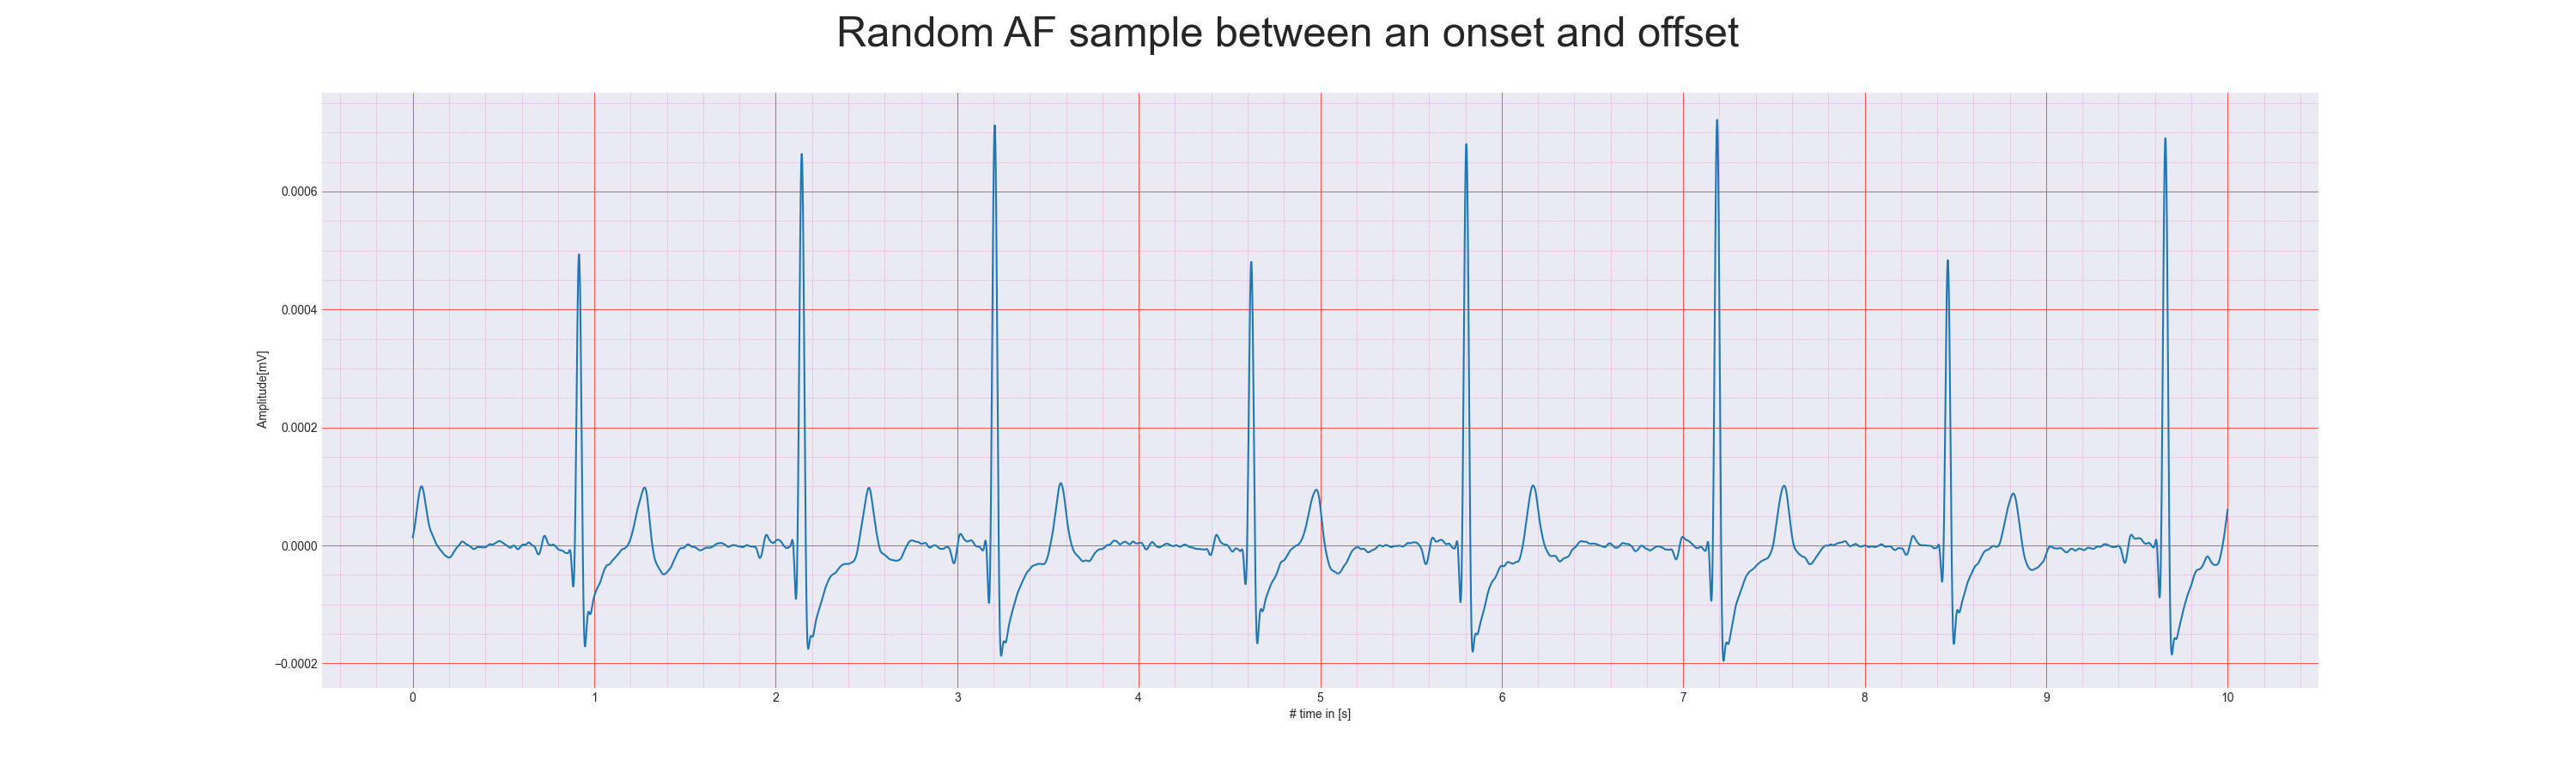 Random AF sample between an onset and offset
0.0006
0.0004
0.0002
0.0000
−0.0002
Amplitude[mV]
0 1 2 3 4 5 6 7 8 9 10
# time in [s]